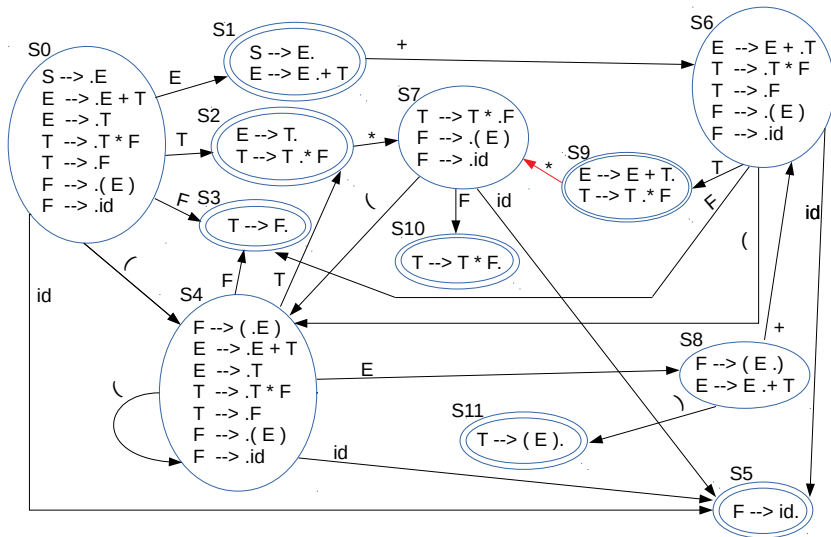 S0
S --> .E
E --> .E + T
E --> .T
T --> .T * F
T --> .F
F --> .( E )
F --> .id
E
T
F
(
id
S1
S --> E.
E --> E .+ T
+
S2
E --> T.
T --> T .* F
*
S3
T --> F.
S4
F --> ( .E )
E --> .E + T
E --> .T
T --> .T * F
T --> .F
F --> .( E )
F --> .id
F
T
(
E
id
S7
T --> T * .F
F --> .( E )
F --> .id
(
F
id
S10
T --> T * F.
S9
E --> E + T.
T --> T .* F
*
S6
E --> E + .T
T --> .T * F
T --> .F
F --> .( E )
F --> .id
T
F
(
id
S8
F --> ( E .)
E --> E .+ T
+
)
S11
T --> ( E ).
S5
F --> id.